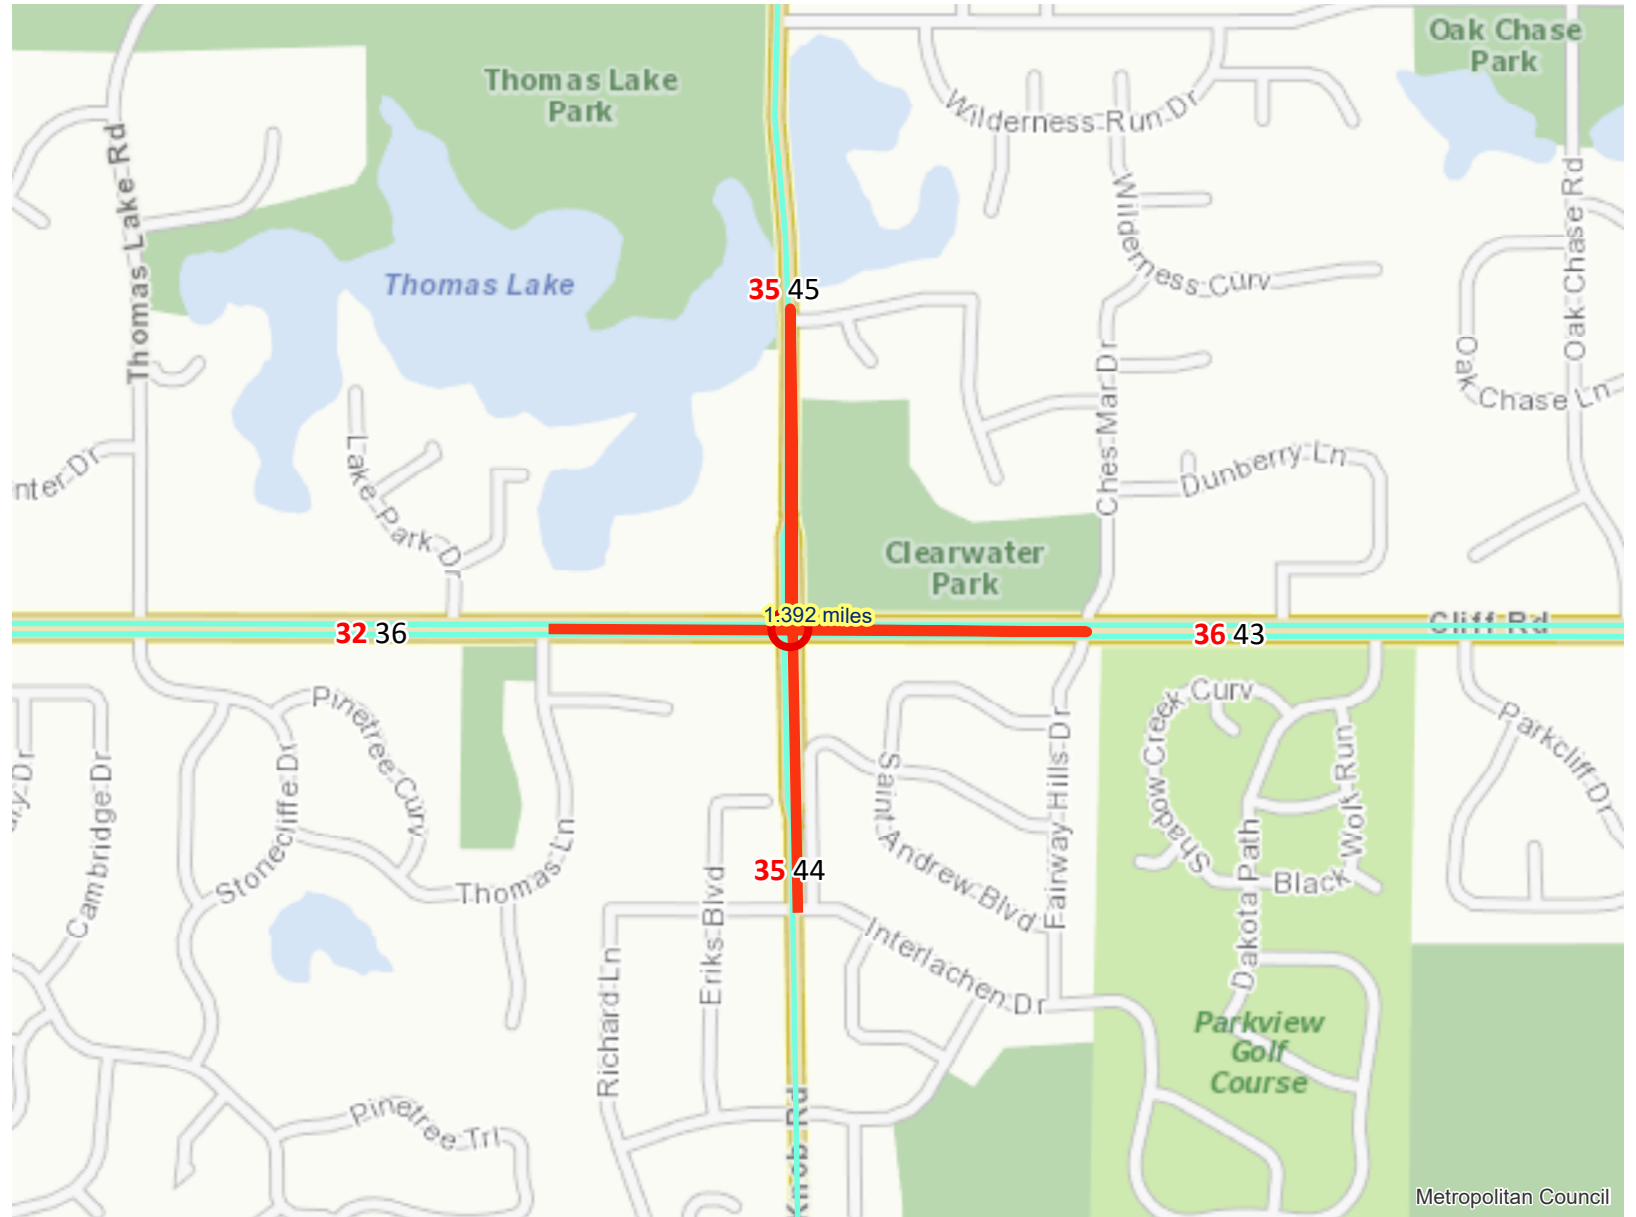 Thomas Lake
Park
Oak Chase
Park
Wilderness Run Dr
Thomas Lake Rd
Wilderness Curv
Oak Chase Rd
Thomas Lake
35 45
Oak
Chase Ln
Ches Mar Dr
Lake Park Dr
Dunberry Ln
nter Dr
Clearwater
Park
1.392 miles
32 36
36 43
Cliff Rd
Pinetree Curv
Shadow Creek Curv
Parkcliff Dr
Cambridge Dr
Stonecliffe Dr
Saint Andrew Blvd
Fairway Hills Dr
Black Wolf Run
Dakota Path
35 44
Thomas Ln
Eriks Blvd
Richard Ln
Interlachen Dr
Parkview
Golf
Course
Pinetree Trl
Knob Rd
Metropolitan Council